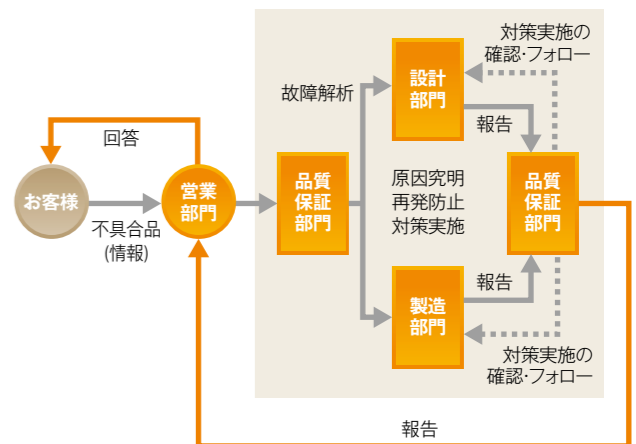 回答
お客様
不具合品
(情報)
営業
部門
品質
保証
部門
故障解析
設計
部門
対策実施の
確認・フォロー
報告
原因究明
再発防止
対策実施
品質
保証
部門
製造
部門
報告
対策実施の
確認・フォロー
報告